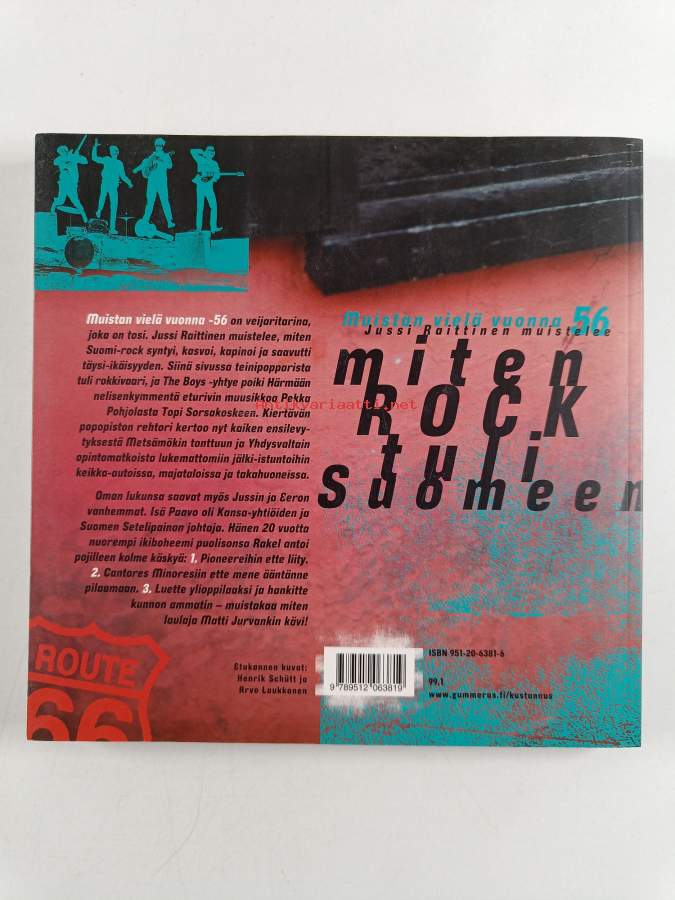 Muistan vielä vuonna -56 on veijaritarina,
joka on tosi. Jussi Raittinen muistelee, miten
Suomi-rock syntyi, kasvoi, kapinoi ja saavutti
täysi-ikäisyyden. Siinä sivussa teinipopparista
tuli rokkivaari, ja The Boys -yhtye poiki Härmään
nelisenkymmentä eturivin muusikkoa Pekka
Pohjolasta Topi Sorsakoskeen. Kiertävän
popopiston rehtori kertoo nyt kaiken ensilevy-
tyksestä Metsämökin tonttuun ja Yhdysvaltain
opintomatkoista lukemattomiin jälki-istuntoihin
keikka-autoissa, majataloissa ja takahuoneissa.
Oman lukunsa saavat myös Jussin ja Eeron
vanhemmat. Isä Paavo oli Kansa-yhtiöiden ja
Suomen Setelipainon johtaja. Hänen 20 vuotta
nuorempi ikiboheemi puolisonsa Rakel antoi
pojilleen kolme käskyä: 1. Pioneereihin ette liity.
2. Cantores Minoresiin ette mene ääntänne
pilaamaan. 3. Luette ylioppilaaksi ja hankitte
kunnon ammatin – muistakaa miten
laulaja Matti Jurvankin kävi!
ROUTE
66
Etukannen kuvat:
Henrik Schütt ja
Arvo Laukkanen
Muistan vielä vuonna 56
Jussi Raittinen muistelee
miten
ROCK
tuli
Suomeen
Antikvariaatti.net
ISBN 951-20-6381-6
99.1
www.gummerus.fi/kustannus
9 789512 063819